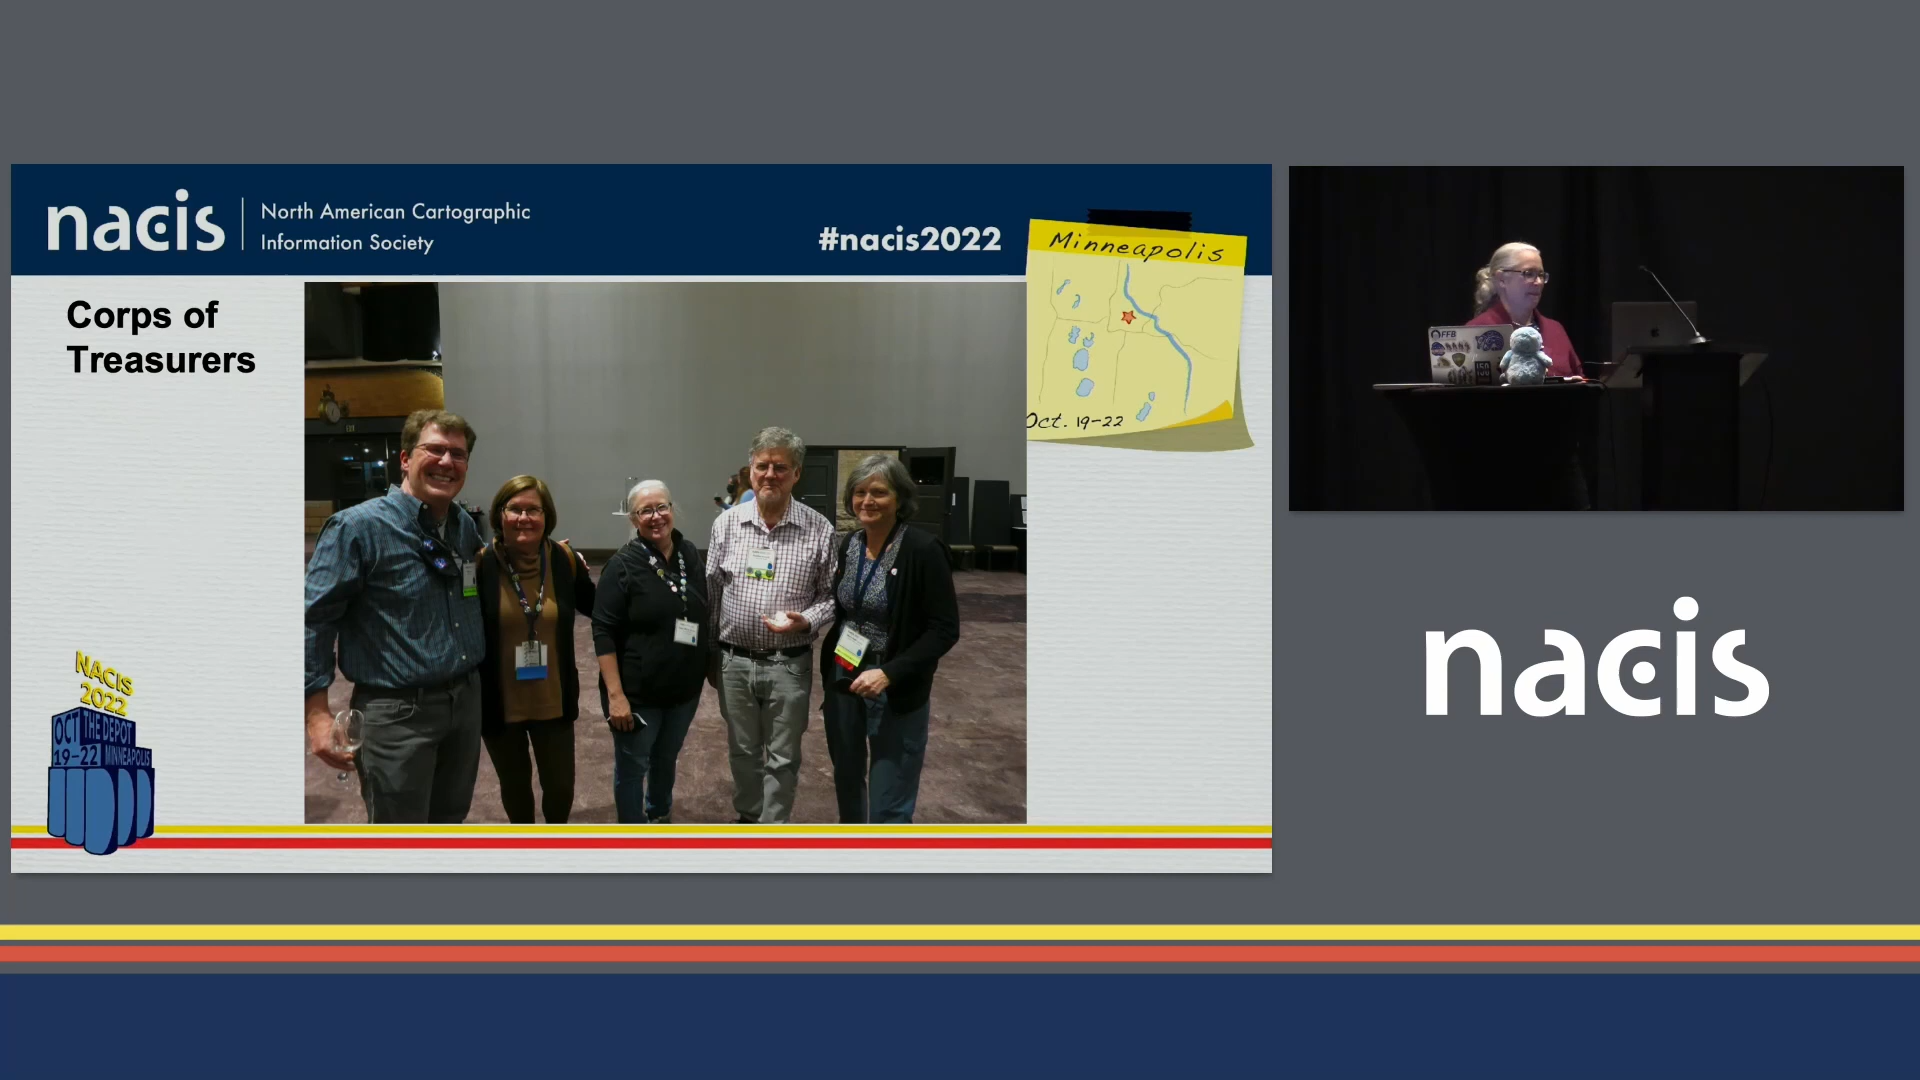 nacis
North American Cartographic
Information Society
#nacis2022
Minneapolis
Oct. 19-22
Corps of
Treasurers
NACIS
2022
OCT
19-22
THE DEPOT
MINNEAPOLIS
FFB
nacis